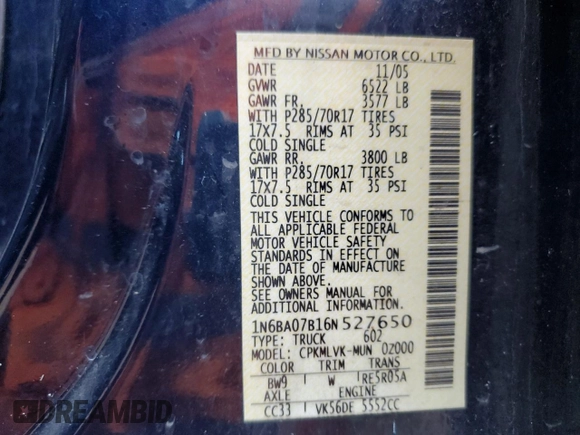 MFD BY NISSAN MOTOR CO., LTD.
DATE 11/05
GVWR 6522 LB
GAWR FR. 3577 LB
WITH P285/70R17 TIRES
17X7.5 RIMS AT 35 PSI
COLD SINGLE
GAWR RR. 3800 LB
WITH P285/70R17 TIRES
17X7.5 RIMS AT 35 PSI
COLD SINGLE
THIS VEHICLE CONFORMS TO
ALL APPLICABLE FEDERAL
MOTOR VEHICLE SAFETY
STANDARDS IN EFFECT ON
THE DATE OF MANUFACTURE
SHOWN ABOVE.
SEE OWNERS MANUAL FOR
ADDITIONAL INFORMATION.
1N6BA07B16N527650
TYPE: TRUCK 602
MODEL: CPKMLVK-MUN 02000
COLOR TRIM TRANS
BW9 W RE5R05A
AXLE ENGINE
CC33 VK56DE 5552CC
DREAMBID
.COM